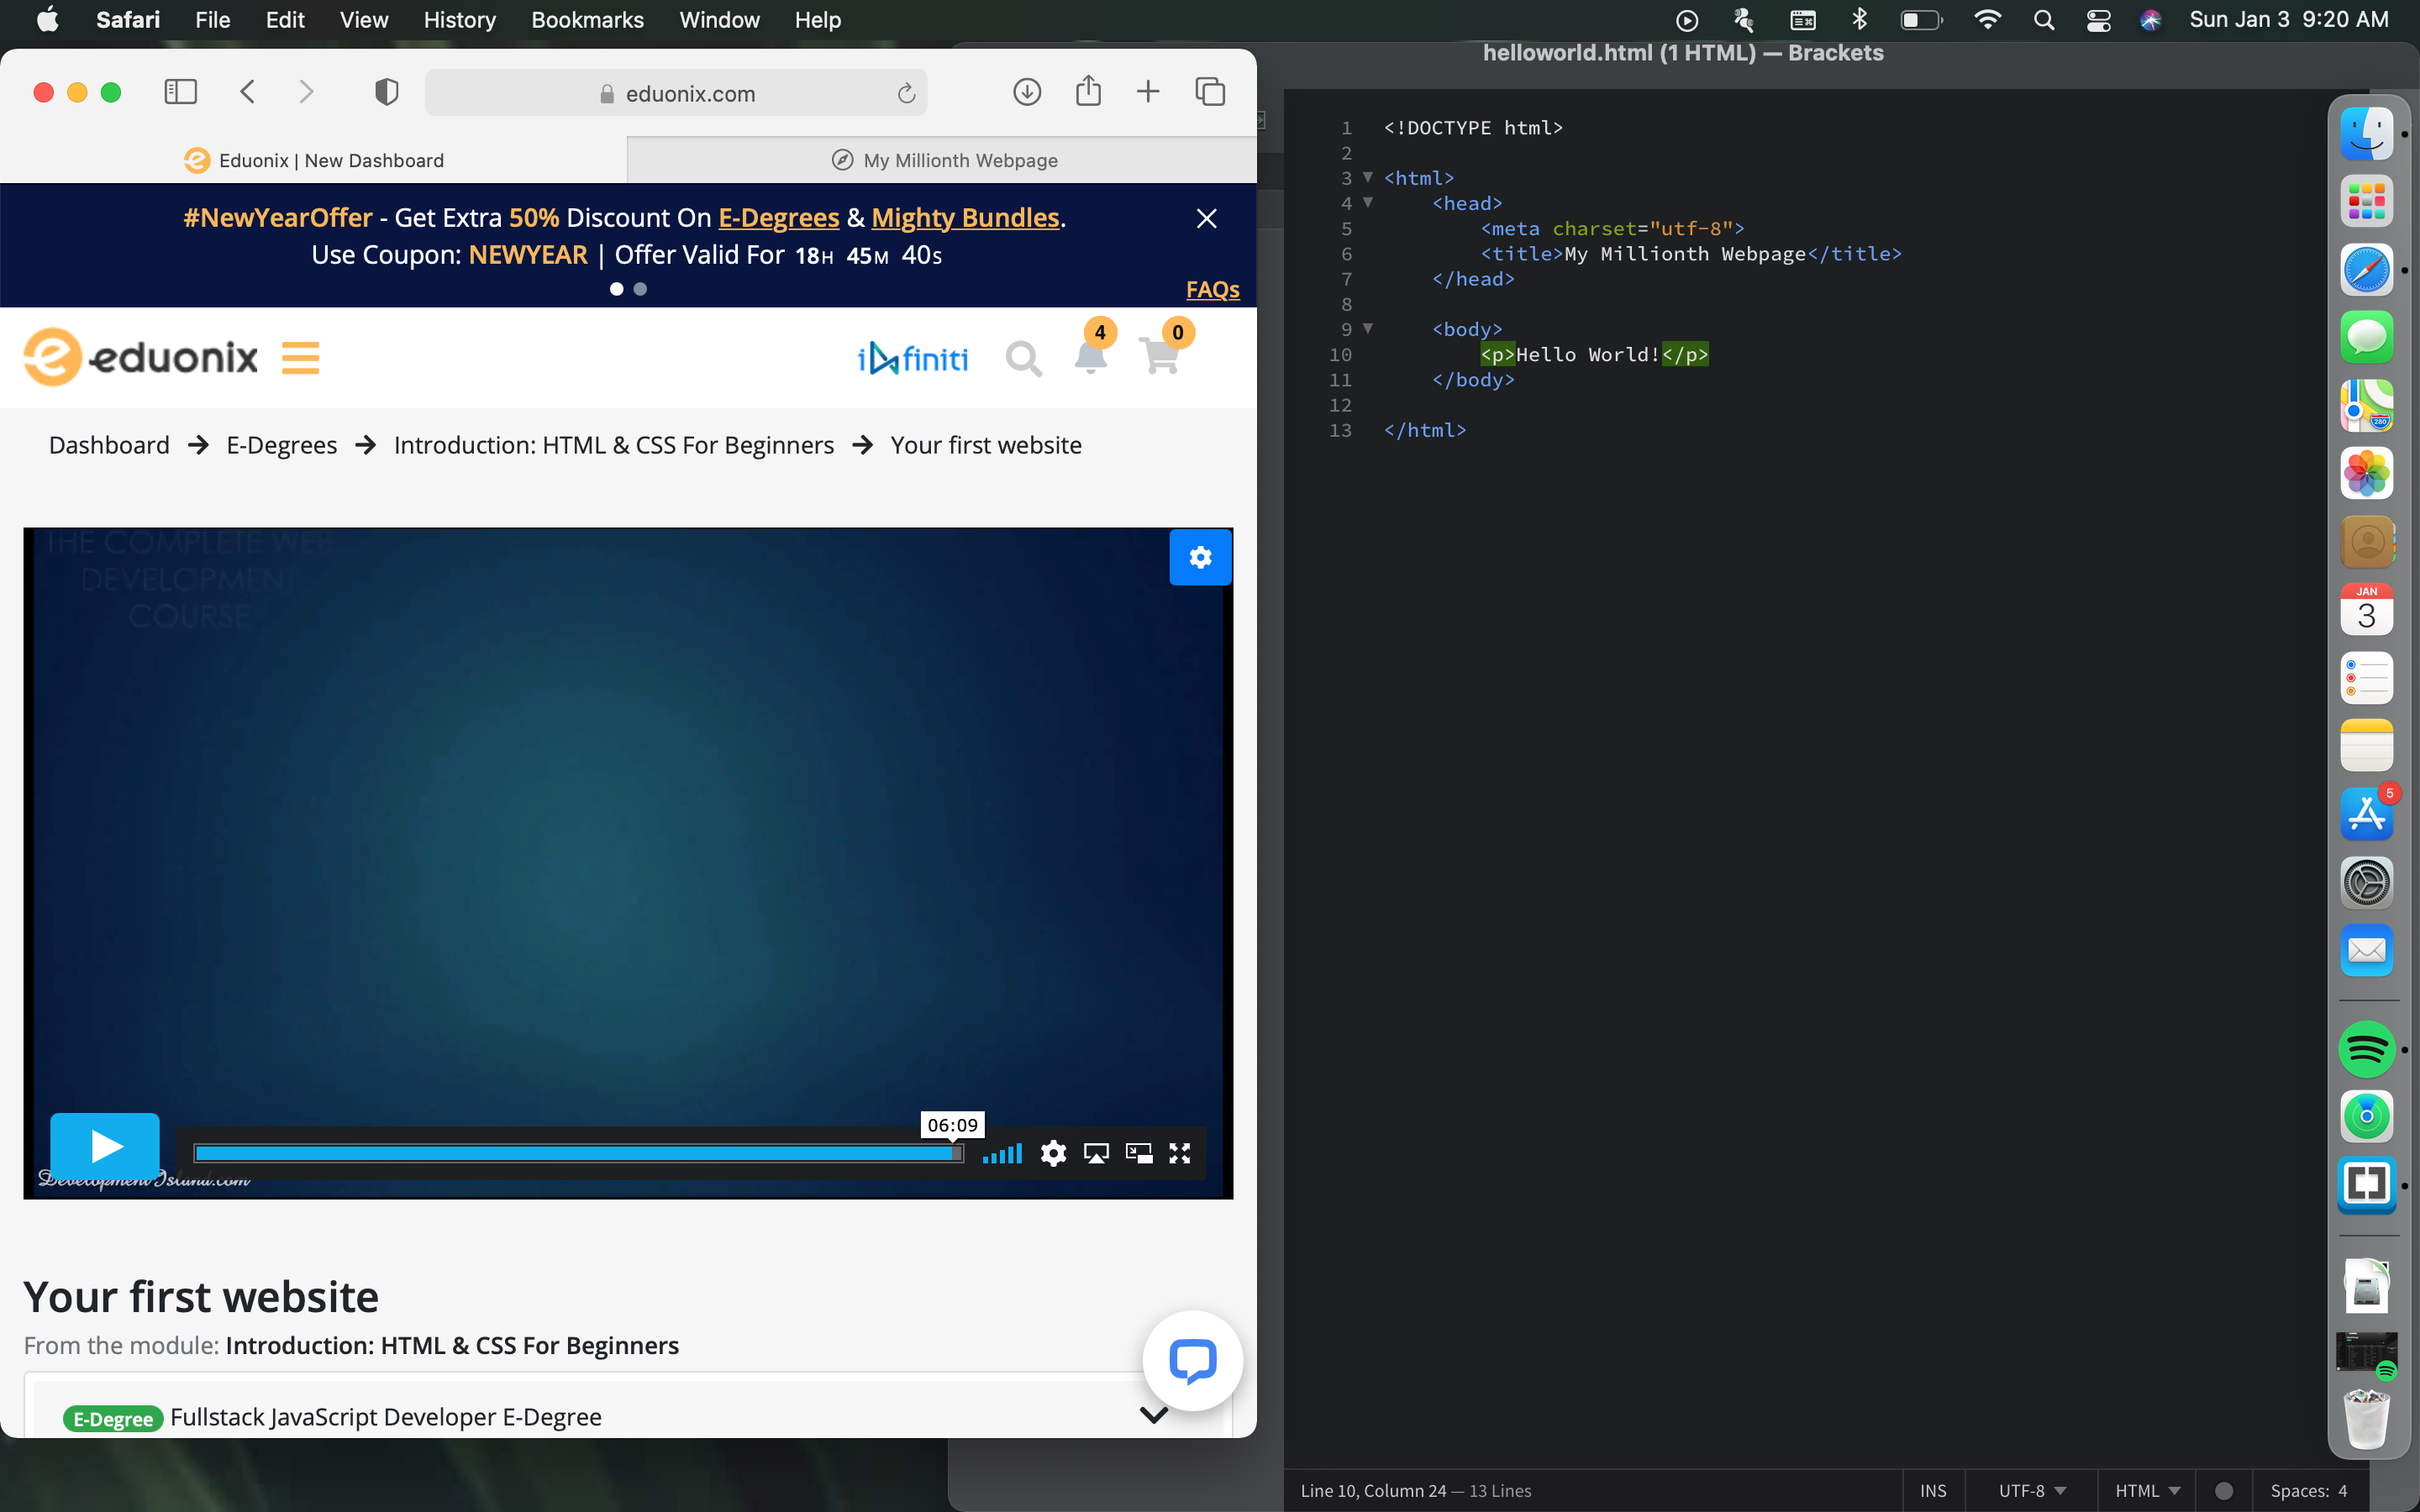 Safari File Edit View History Bookmarks Window Help
Sun Jan 3 9:20 AM
eduonix.com
Eduonix | New Dashboard
My Millionth Webpage
#NewYearOffer - Get Extra 50% Discount On E-Degrees & Mighty Bundles.
Use Coupon: NEWYEAR | Offer Valid For 18H 45M 40S
FAQs
eduonix
infiniti
4
0
Dashboard → E-Degrees → Introduction: HTML & CSS For Beginners → Your first website
THE COMPLETE WEB
DEVELOPMENT
COURSE
06:09
DevelopmentIsland.com
Your first website
From the module: Introduction: HTML & CSS For Beginners
E-Degree Fullstack JavaScript Developer E-Degree
helloworld.html (1 HTML) — Brackets
1 <!DOCTYPE html>
2
3 <html>
4 <head>
5 <meta charset="utf-8">
6 <title>My Millionth Webpage</title>
7 </head>
8
9 <body>
10 <p>Hello World!</p>
11 </body>
12
13 </html>
Line 10, Column 24 — 13 Lines
INS
UTF-8
HTML
Spaces: 4
280
JAN
3
5